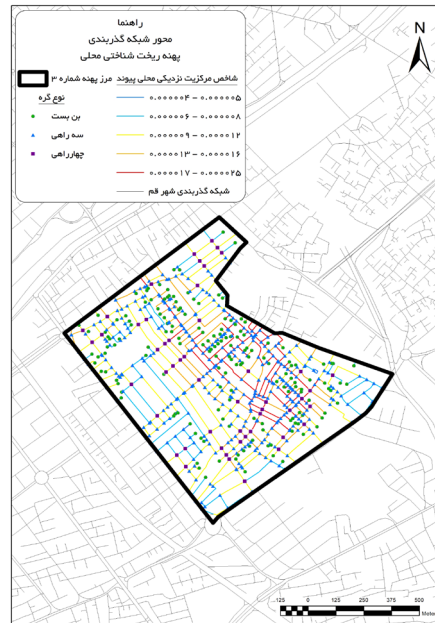 راهنما
محور شبکه گذربندی
پهنه ریخت شناختی محلی
شاخص مرکزیت نزدیکی محلی پیوند
مرز پهنه شماره ۳
نوع گره
بن بست
سه راهی
چهارراهی
۰.۰۰۰۰۰۴ - ۰.۰۰۰۰۰۵
۰.۰۰۰۰۰۶ - ۰.۰۰۰۰۰۸
۰.۰۰۰۰۰۹ - ۰.۰۰۰۰۱۲
۰.۰۰۰۰۱۳ - ۰.۰۰۰۰۱۶
۰.۰۰۰۰۱۷ - ۰.۰۰۰۰۲۵
شبکه گذربندی شهر قم
N
125 0 125 250 375 500